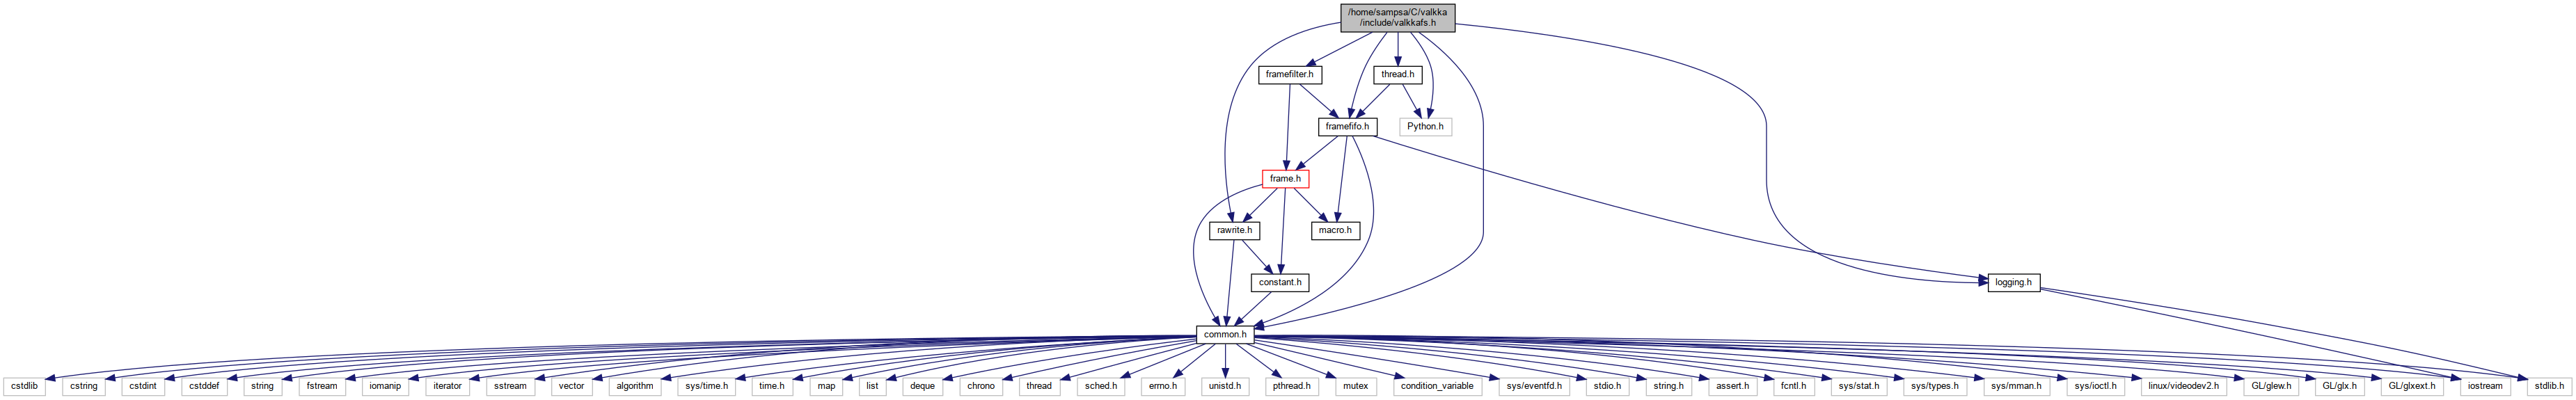 /home/sampsa/C/valkka
/include/valkkafs.h
framefilter.h
thread.h
framefifo.h
Python.h
frame.h
rawrite.h
macro.h
constant.h
logging.h
common.h
cstdlib
cstring
cstdint
cstddef
string
fstream
iomanip
iterator
sstream
vector
algorithm
sys/time.h
time.h
map
list
deque
chrono
thread
sched.h
errno.h
unistd.h
pthread.h
mutex
condition_variable
sys/eventfd.h
stdio.h
string.h
assert.h
fcntl.h
sys/stat.h
sys/types.h
sys/mman.h
sys/ioctl.h
linux/videodev2.h
GL/glew.h
GL/glx.h
GL/glxext.h
iostream
stdlib.h